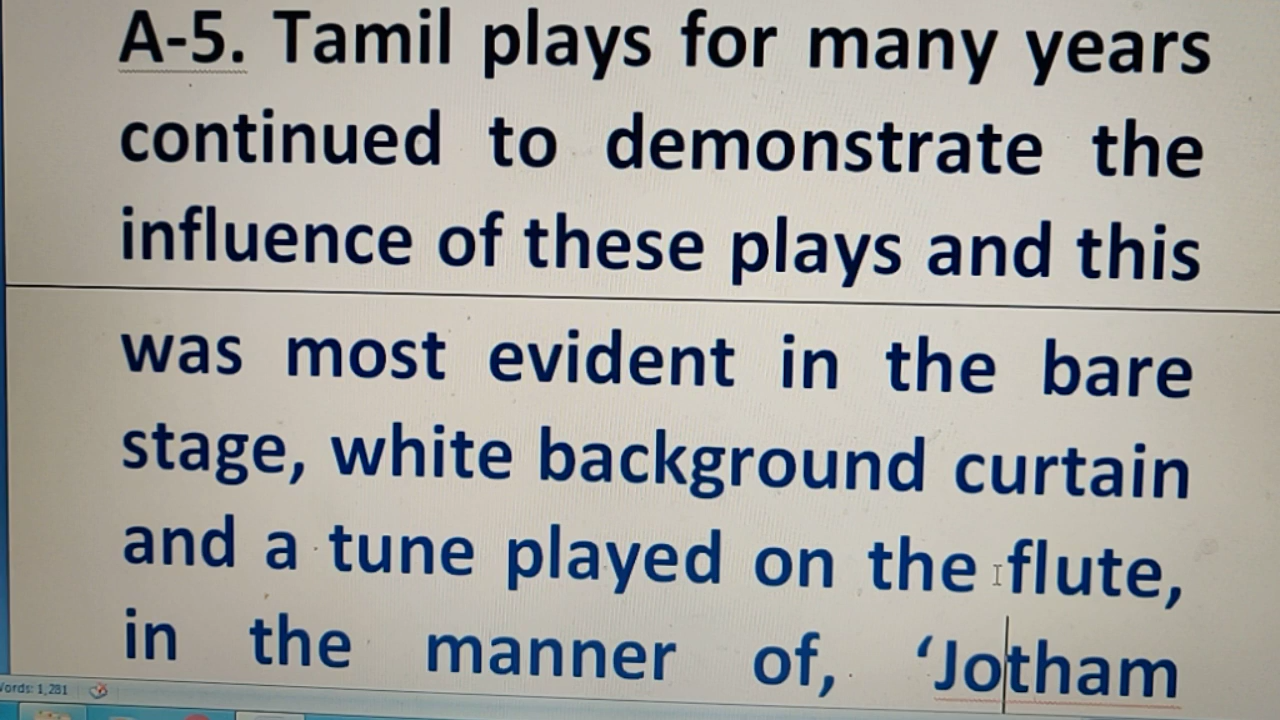 A-5. Tamil plays for many years
continued to demonstrate the
influence of these plays and this
was most evident in the bare
stage, white background curtain
and a tune played on the flute,
in the manner of, ‘Jotham
Words: 1,281